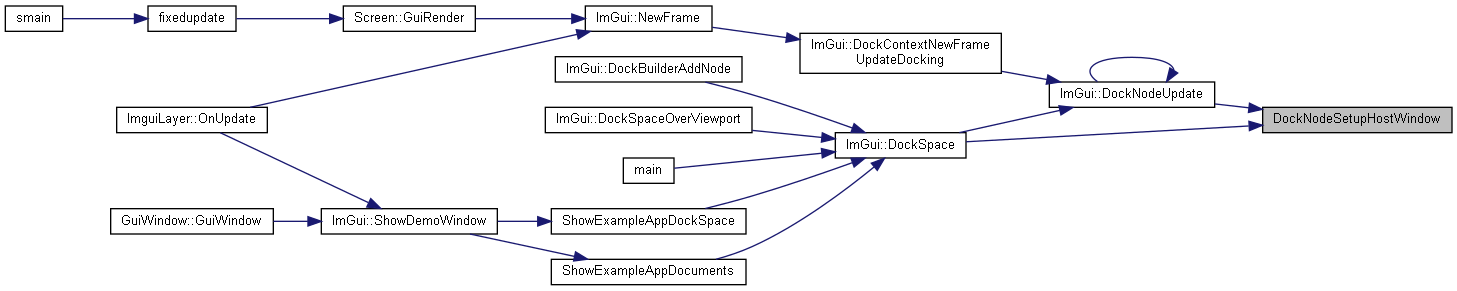 smain
fixedupdate
Screen::GuiRender
ImGui::NewFrame
ImGui::DockContextNewFrame
UpdateDocking
ImGui::DockBuilderAddNode
ImGui::DockNodeUpdate
ImguiLayer::OnUpdate
ImGui::DockSpaceOverViewport
DockNodeSetupHostWindow
ImGui::DockSpace
main
GuiWindow::GuiWindow
ImGui::ShowDemoWindow
ShowExampleAppDockSpace
ShowExampleAppDocuments